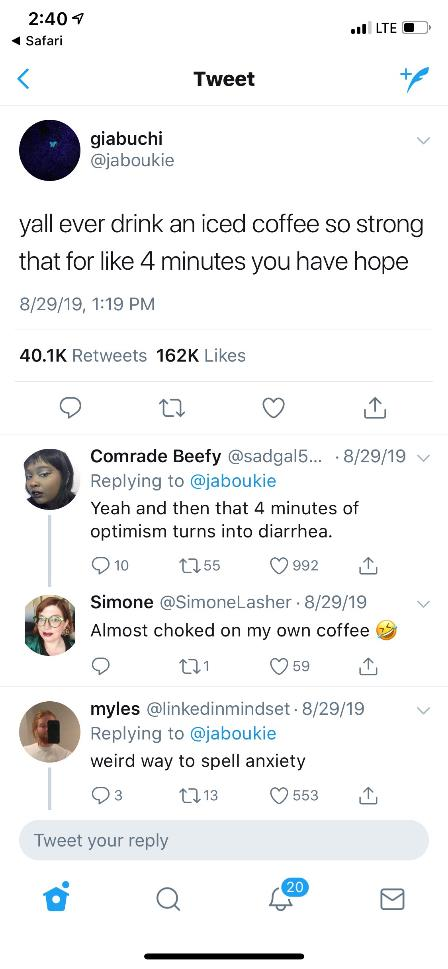 2:40
LTE
◀ Safari
Tweet
giabuchi
@jaboukie
yall ever drink an iced coffee so strong
that for like 4 minutes you have hope
8/29/19, 1:19 PM
40.1K Retweets 162K Likes
Comrade Beefy @sadgal5... · 8/29/19
Replying to @jaboukie
Yeah and then that 4 minutes of
optimism turns into diarrhea.
10 55 992
Simone @SimoneLasher · 8/29/19
Almost choked on my own coffee 🤣
1 59
myles @linkedinmindset · 8/29/19
Replying to @jaboukie
weird way to spell anxiety
3 13 553
Tweet your reply
20